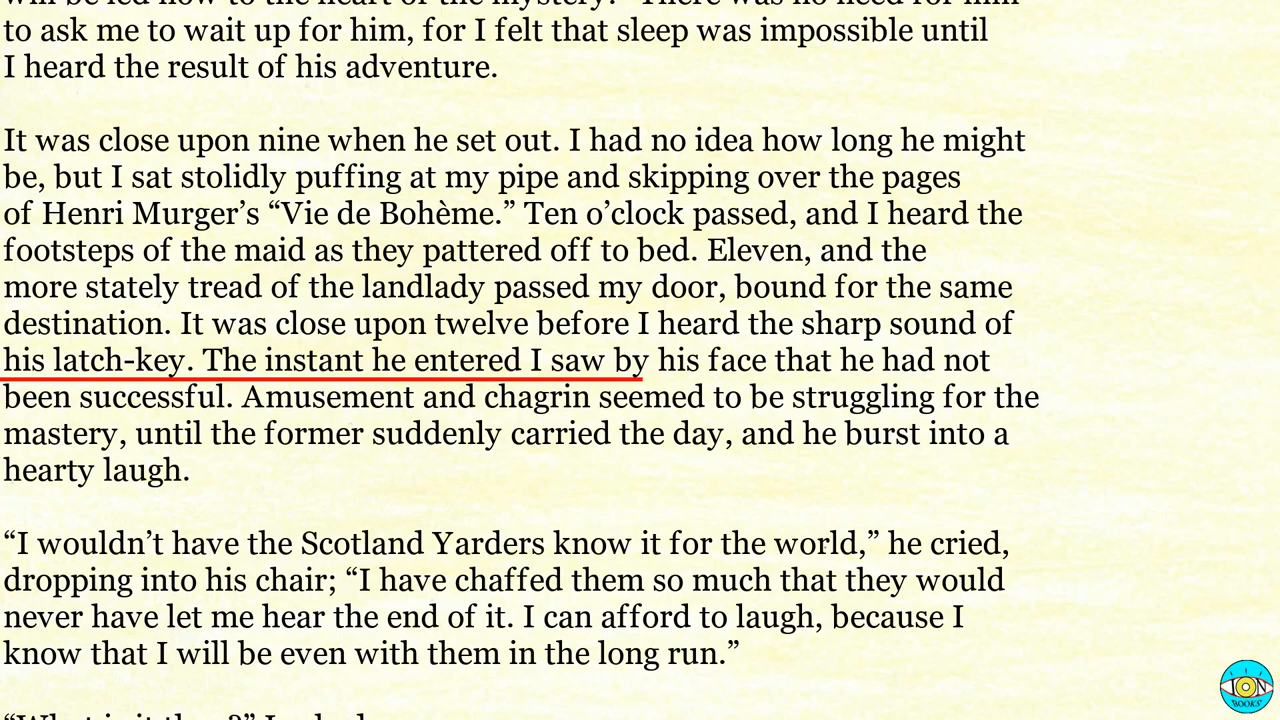 to ask me to wait up for him, for I felt that sleep was impossible until
I heard the result of his adventure.
It was close upon nine when he set out. I had no idea how long he might
be, but I sat stolidly puffing at my pipe and skipping over the pages
of Henri Murger’s “Vie de Bohème.” Ten o’clock passed, and I heard the
footsteps of the maid as they pattered off to bed. Eleven, and the
more stately tread of the landlady passed my door, bound for the same
destination. It was close upon twelve before I heard the sharp sound of
his latch-key. The instant he entered I saw by his face that he had not
been successful. Amusement and chagrin seemed to be struggling for the
mastery, until the former suddenly carried the day, and he burst into a
hearty laugh.
“I wouldn’t have the Scotland Yarders know it for the world,” he cried,
dropping into his chair; “I have chaffed them so much that they would
never have let me hear the end of it. I can afford to laugh, because I
know that I will be even with them in the long run.”
ION
BOOKS